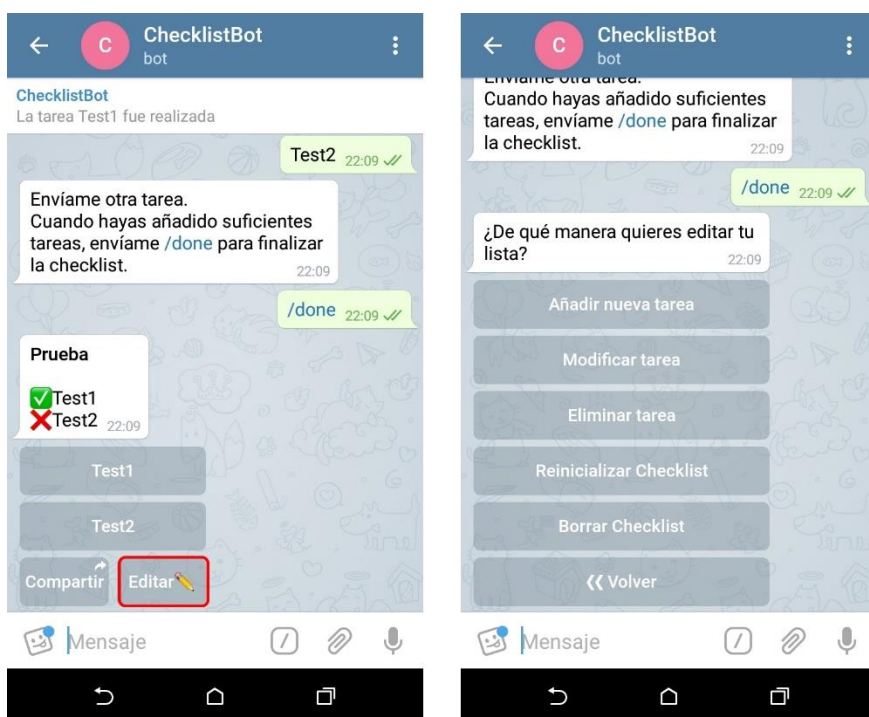 C
ChecklistBot
bot
ChecklistBot
La tarea Test1 fue realizada
Test2 22:09
Envíame otra tarea.
Cuando hayas añadido suficientes
tareas, envíame /done para finalizar
la checklist.
22:09
/done 22:09
Prueba
Test1
Test2 22:09
Test1
Test2
Compartir
Editar
Mensaje
C
ChecklistBot
bot
Envíame otra tarea.
Cuando hayas añadido suficientes
tareas, envíame /done para finalizar
la checklist.
22:09
/done 22:09
¿De qué manera quieres editar tu
lista?
22:09
Añadir nueva tarea
Modificar tarea
Eliminar tarea
Reinicializar Checklist
Borrar Checklist
❮❮ Volver
Mensaje